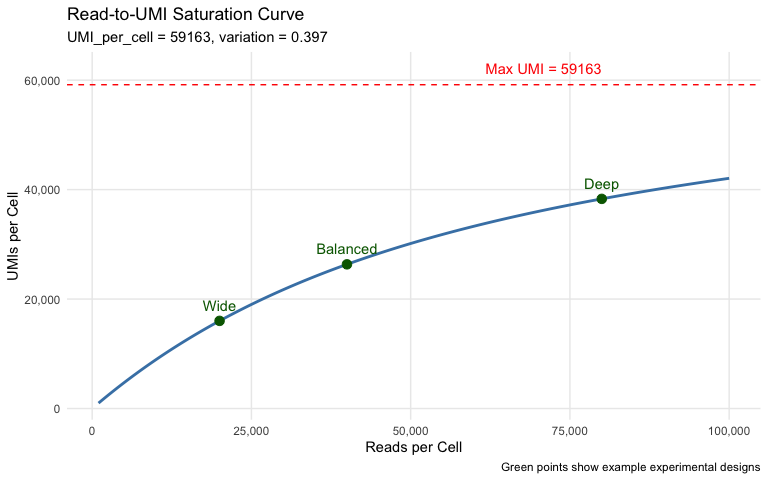 Read-to-UMI Saturation Curve
UMI_per_cell = 59163, variation = 0.397
Max UMI = 59163
60,000
Deep
40,000
Balanced
UMIs per Cell
20,000
Wide
0
0 25,000 50,000 75,000 100,000
Reads per Cell
Green points show example experimental designs